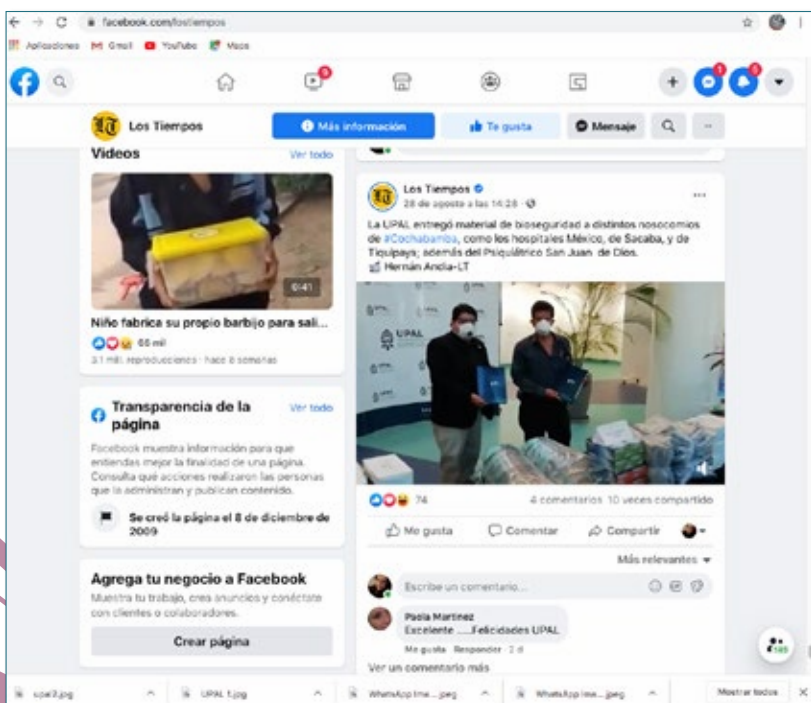 facebook.com/lostiempos
Aplicaciones Gmail YouTube Maps
Los Tiempos Más información Te gusta Mensaje
Videos Ver todo
0:41
Niño fabrica su propio barbijo para sali...
66 mil
3.1 mill. reproducciones · hace 8 semanas
Transparencia de la página Ver todo
Facebook muestra información para que
entiendas mejor la finalidad de una página.
Consulta qué acciones realizaron las personas
que la administran y publican contenido.
Se creó la página el 8 de diciembre de
2009
Agrega tu negocio a Facebook
Muestra tu trabajo, crea anuncios y conéctate
con clientes o colaboradores.
Crear página
Los Tiempos
28 de agosto a las 14:28
La UPAL entregó material de bioseguridad a distintos nosocomios
de #Cochabamba, como los hospitales México, de Sacaba, y de
Tiquipaya; además del Psiquiátrico San Juan de Dios.
Hernán Andia-LT
UPAL
74 4 comentarios 10 veces compartido
Me gusta Comentar Compartir
Más relevantes
Escribe un comentario...
Paola Martinez
Excelente .....Felicidades UPAL
Me gusta Responder 2 d
Ver un comentario más
upal2.jpg UPAL 1.jpg WhatsApp Ima....jpeg WhatsApp Ima....jpeg Mostrar todos